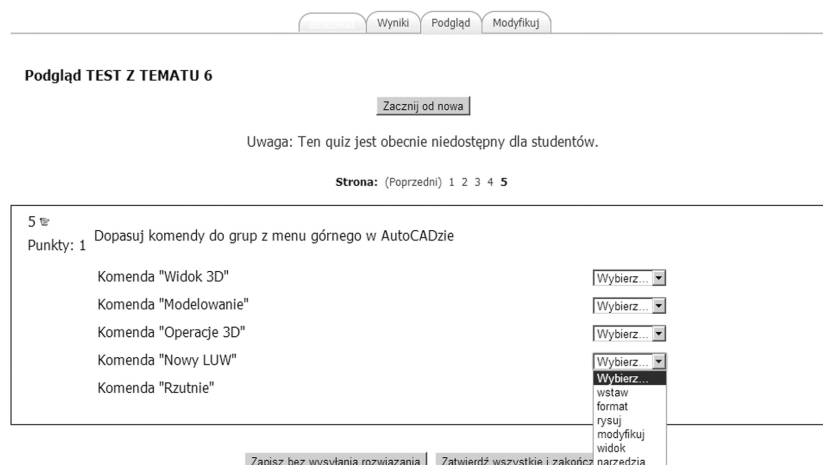 Wyniki Podgląd Modyfikuj
Podgląd TEST Z TEMATU 6
Zacznij od nowa
Uwaga: Ten quiz jest obecnie niedostępny dla studentów.
Strona: (Poprzedni) 1 2 3 4 5
5
Punkty: 1
Dopasuj komendy do grup z menu górnego w AutoCADzie
Komenda "Widok 3D" Wybierz...
Komenda "Modelowanie" Wybierz...
Komenda "Operacje 3D" Wybierz...
Komenda "Nowy LUW" Wybierz...
Wybierz...
Komenda "Rzutnie"
wstaw
format
rysuj
modyfikuj
widok
narzędzia
Zapisz bez wysyłania rozwiązania Zatwierdź wszystkie i zakończ